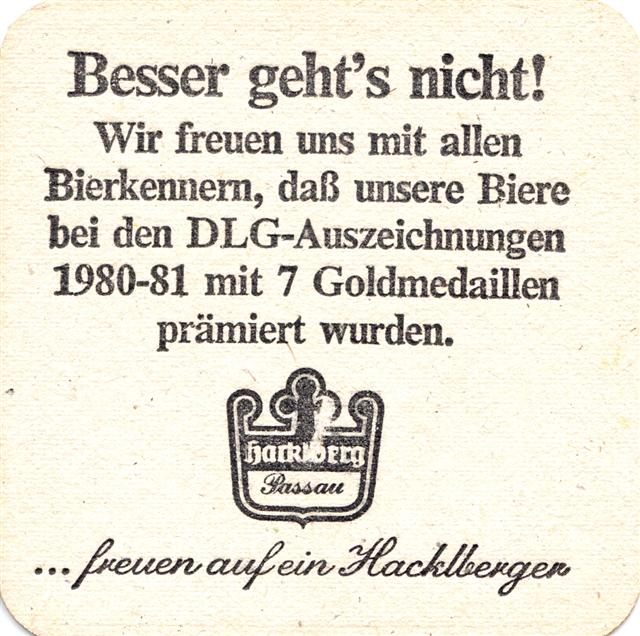 Besser geht's nicht!
Wir freuen uns mit allen
Bierkennern, daß unsere Biere
bei den DLG-Auszeichnungen
1980-81 mit 7 Goldmedaillen
prämiert wurden.
Hacklberg
Passau
... freuen auf ein Hacklberger